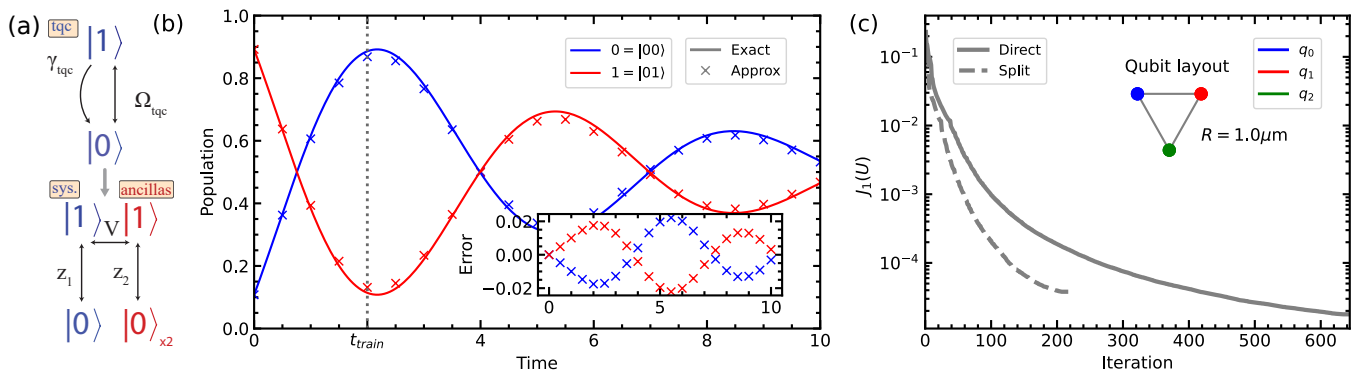 (a)
tqc
|1⟩
γtqc
Ωtqc
|0⟩
sys.
ancillas
|1⟩ |1⟩
V
z1
z2
|0⟩ |0⟩x2
(b)
Population
1.0
0.8
0.6
0.4
0.2
0.0
0 = |00⟩
1 = |01⟩
Exact
Approx
Error
0.02
0.00
−0.02
0
5
10
0
t_train
4
6
8
10
Time
(c)
J1(U)
10⁻¹
10⁻²
10⁻³
10⁻⁴
Direct
Split
Qubit layout
R = 1.0μm
q0
q1
q2
0
100
200
300
400
500
600
Iteration